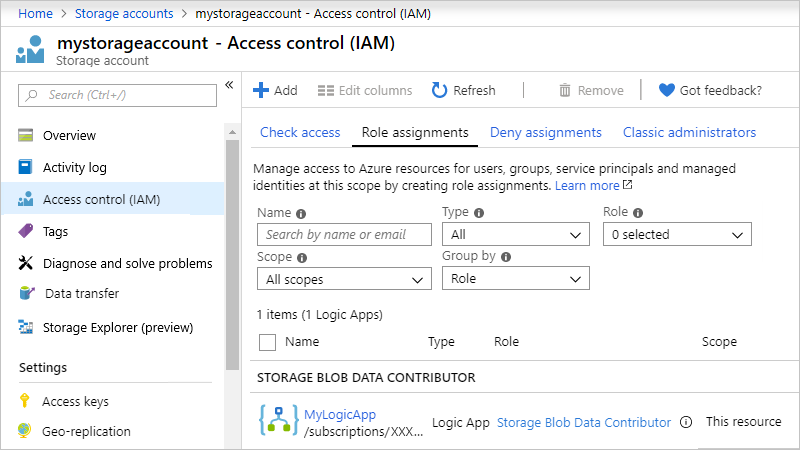 Home > Storage accounts > mystorageaccount - Access control (IAM)
mystorageaccount - Access control (IAM)
Storage account
Search (Ctrl+/)
«
Overview
Activity log
Access control (IAM)
Tags
Diagnose and solve problems
Data transfer
Storage Explorer (preview)
Settings
Access keys
Geo-replication
Add Edit columns Refresh Remove Got feedback?
Check access Role assignments Deny assignments Classic administrators
Manage access to Azure resources for users, groups, service principals and managed
identities at this scope by creating role assignments. Learn more
Name Type Role
Search by name or email All 0 selected
Scope Group by
All scopes Role
1 items (1 Logic Apps)
Name Type Role Scope
STORAGE BLOB DATA CONTRIBUTOR
MyLogicApp Logic App Storage Blob Data Contributor This resource
/subscriptions/XXX...